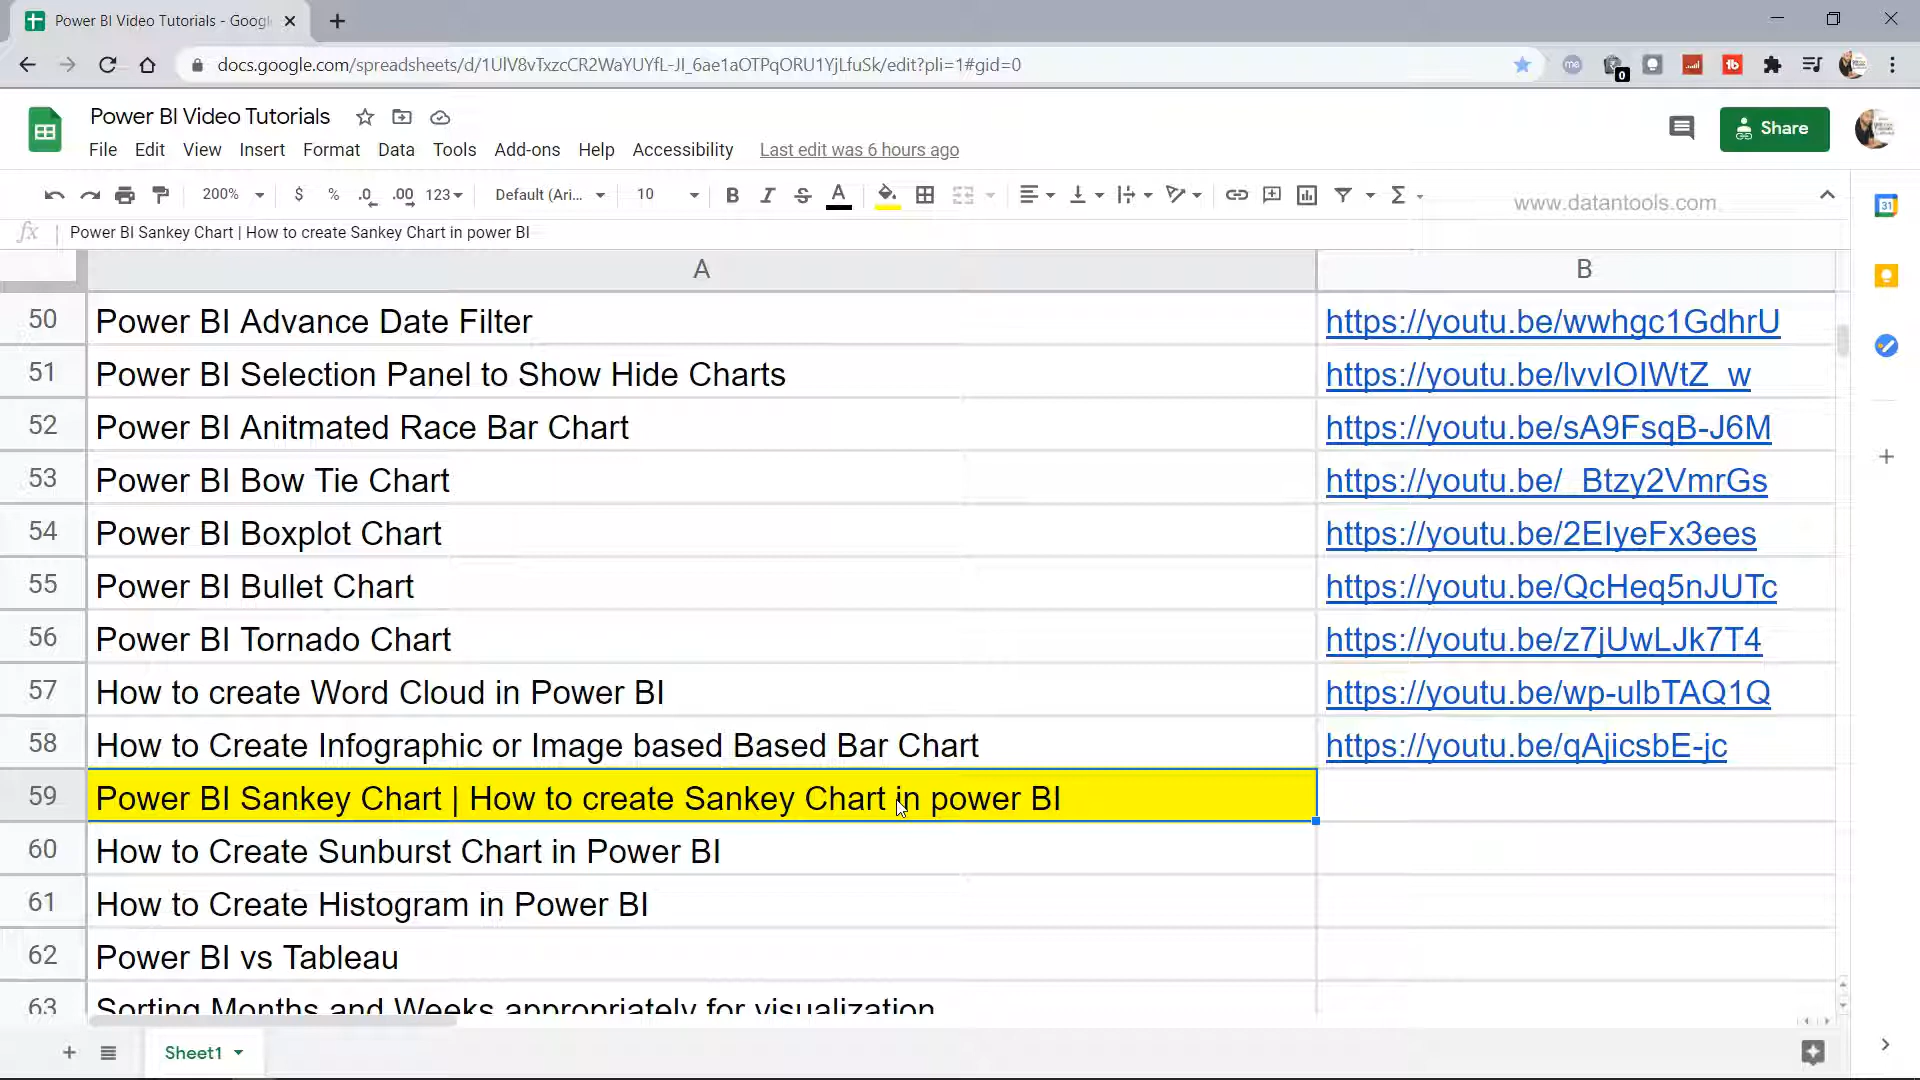 Power BI Video Tutorials - Googl
docs.google.com/spreadsheets/d/1UlV8vTxzcCR2WaYUYfL-JI_6ae1aOTPqORU1YjLfuSk/edit?pli=1#gid=0
0
Power BI Video Tutorials
Share
File Edit View Insert Format Data Tools Add-ons Help Accessibility Last edit was 6 hours ago
200% $ % .0 .00 123 Default (Ari... 10 B I S A
www.datantools.com
fx Power BI Sankey Chart | How to create Sankey Chart in power BI
A B
50 Power BI Advance Date Filter https://youtu.be/wwhgc1GdhrU
51 Power BI Selection Panel to Show Hide Charts https://youtu.be/lvvIOIWtZ_w
52 Power BI Anitmated Race Bar Chart https://youtu.be/sA9FsqB-J6M
53 Power BI Bow Tie Chart https://youtu.be/_Btzy2VmrGs
54 Power BI Boxplot Chart https://youtu.be/2EIyeFx3ees
55 Power BI Bullet Chart https://youtu.be/QcHeq5nJUTc
56 Power BI Tornado Chart https://youtu.be/z7jUwLJk7T4
57 How to create Word Cloud in Power BI https://youtu.be/wp-ulbTAQ1Q
58 How to Create Infographic or Image based Based Bar Chart https://youtu.be/qAjicsbE-jc
59 Power BI Sankey Chart | How to create Sankey Chart in power BI
60 How to Create Sunburst Chart in Power BI
61 How to Create Histogram in Power BI
62 Power BI vs Tableau
63 Sorting Months and Weeks appropriately for visualization
Sheet1